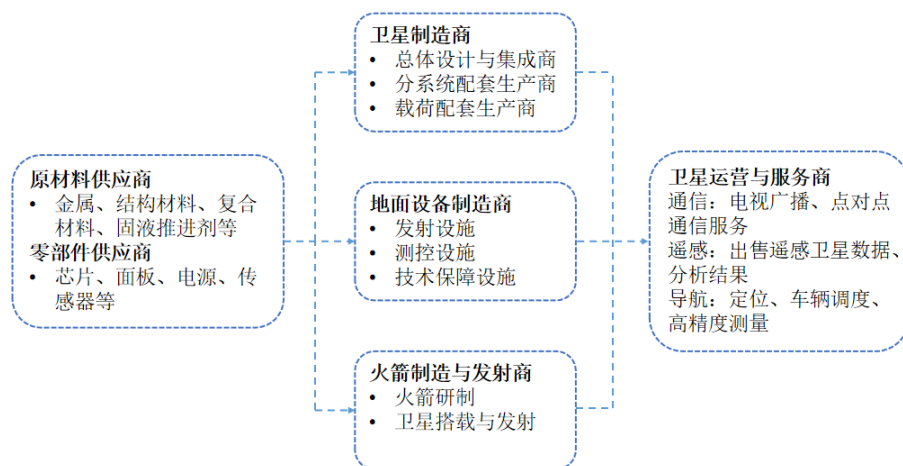 原材料供应商
• 金属、结构材料、复合
材料、固液推进剂等
零部件供应商
• 芯片、面板、电源、传
感器等
卫星制造商
• 总体设计与集成商
• 分系统配套生产商
• 载荷配套生产商
地面设备制造商
• 发射设施
• 测控设施
• 技术保障设施
火箭制造与发射商
• 火箭研制
• 卫星搭载与发射
卫星运营与服务商
通信：电视广播、点对点
通信服务
遥感：出售遥感卫星数据、
分析结果
导航：定位、车辆调度、
高精度测量